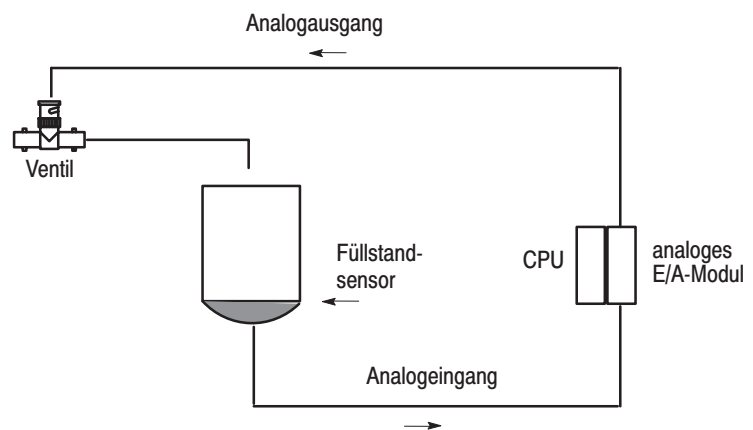 Analogausgang
Ventil
Füllstand-
sensor
CPU
analoges
E/A-Modul
Analogeingang